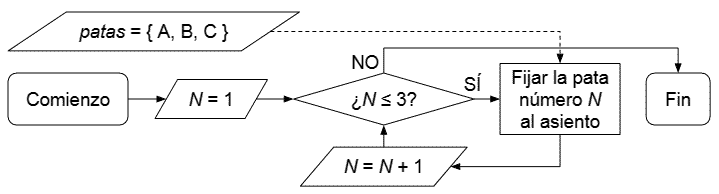 patas = { A, B, C }
NO
SÍ
Comienzo
N = 1
¿N ≤ 3?
Fijar la pata
número N
al asiento
Fin
N = N + 1